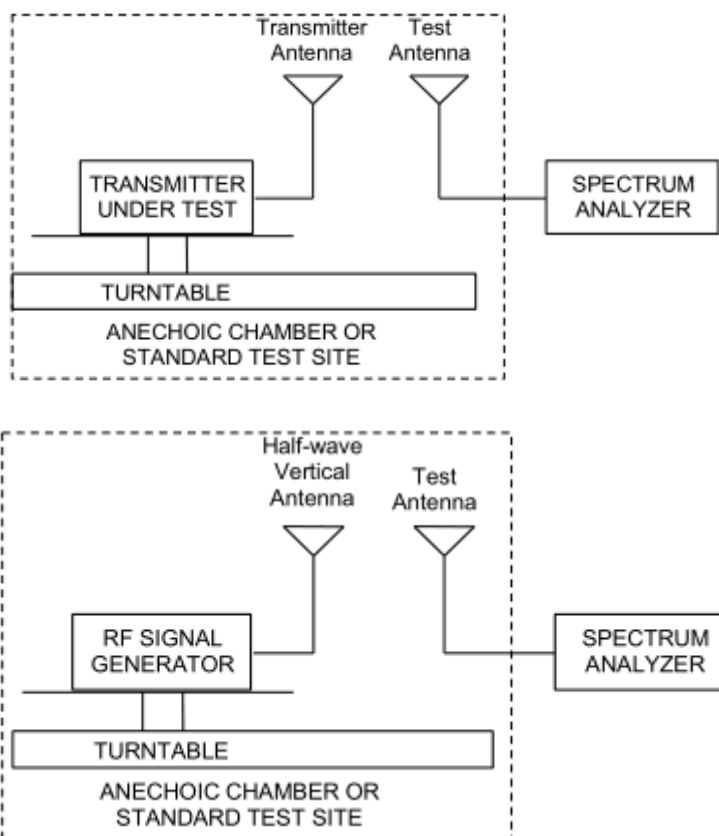 Transmitter
Antenna
Test
Antenna
TRANSMITTER
UNDER TEST
SPECTRUM
ANALYZER
TURNTABLE
ANECHOIC CHAMBER OR
STANDARD TEST SITE
Half-wave
Vertical
Antenna
Test
Antenna
RF SIGNAL
GENERATOR
SPECTRUM
ANALYZER
TURNTABLE
ANECHOIC CHAMBER OR
STANDARD TEST SITE